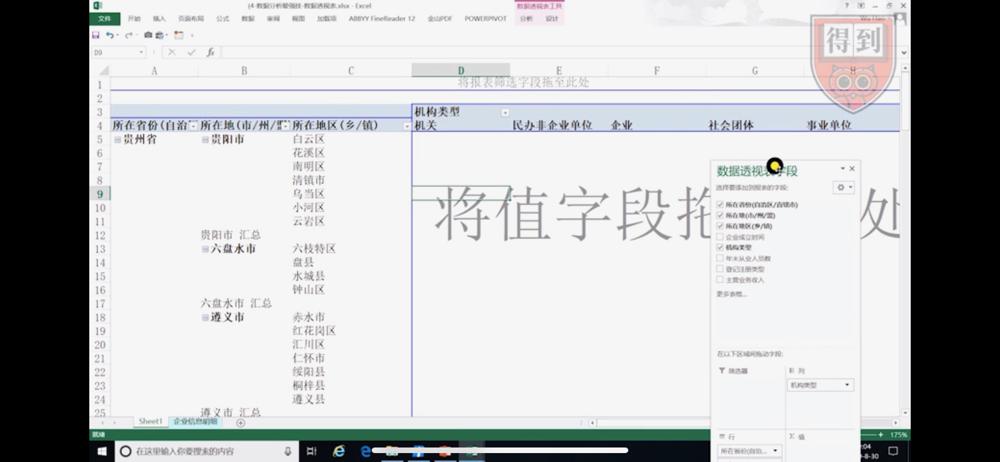 (4-数据分析最强技-数据透视表.xlsx - Excel
数据透视表工具
文件 开始 插入 页面布局 公式 数据 审阅 视图 加载项 ABBYY FineReader 12 金山PDF POWERPIVOT 分析 设计
得到
D9 fx
A B C D E F G H
1 将报表筛选字段拖至此处
2
3 机构类型
4 所在省份(自治 所在地(市/州/盟 所在地区(乡/镇) 机关 民办非企业单位 企业 社会团体 事业单位
5 贵州省 贵阳市 白云区
6 花溪区
7 南明区
8 清镇市
9 乌当区
10 小河区
11 云岩区
12 贵阳市 汇总
13 六盘水市 六枝特区
14 盘县
15 水城县
16 钟山区
17 六盘水市 汇总
18 遵义市 赤水市
19 红花岗区
20 汇川区
21 仁怀市
22 绥阳县
23 桐梓县
24 遵义县
25 遵义市 汇总
将值字段拖 处
数据透视表字段
选择要添加到报表的字段:
所在省份(自治区/直辖市)
所在地(市/州/盟)
所在地区(乡/镇)
企业成立时间
机构类型
年末从业人员数
登记注册类型
主营业务收入
更多表格...
在以下区域间拖动字段:
筛选器 列
机构类型
行 值
所在省份(自治...
Sheet1 企业信息明细
就绪
175%
在这里输入你要搜索的内容